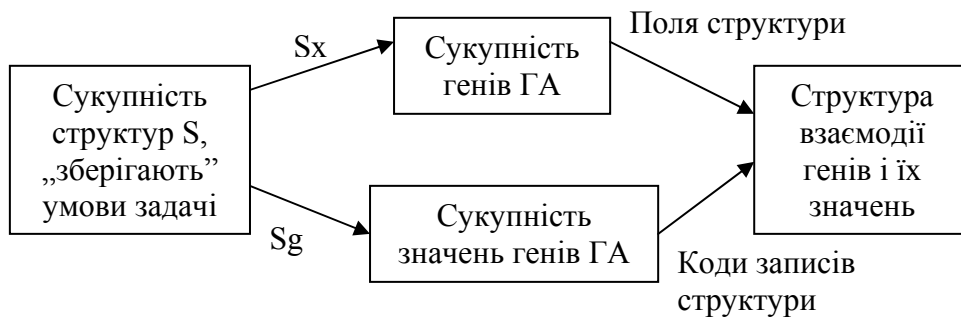 Сукупність
структур S,
„зберігають”
умови задачі
Sx
Sg
Сукупність
генів ГА
Сукупність
значень генів ГА
Поля структури
Коди записів
структури
Структура
взаємодії
генів і їх
значень